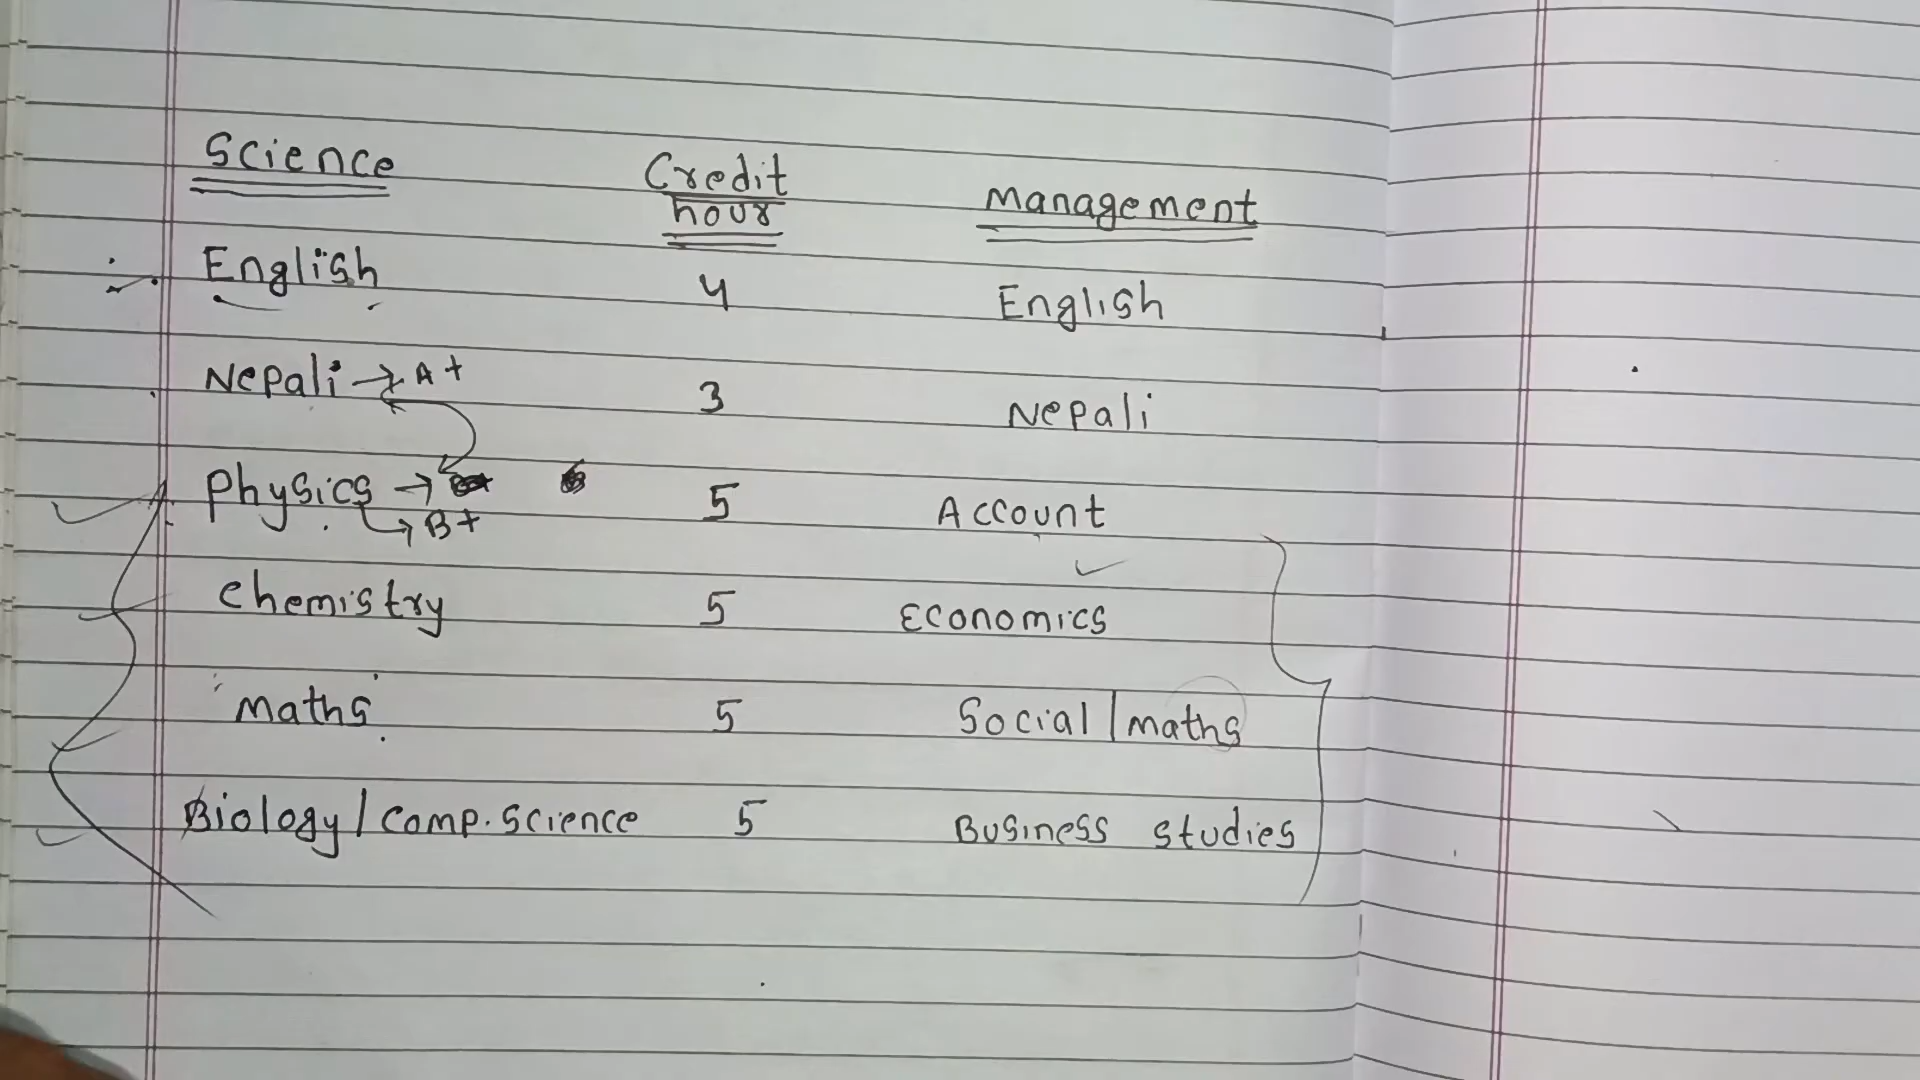 Science Credit hour Management
English 4 English
Nepali → A+ 3 Nepali
Physics → 5 Account
→ B+
chemistry 5 Economics
Maths 5 Social | maths
Biology / Comp. Science 5 Business studies